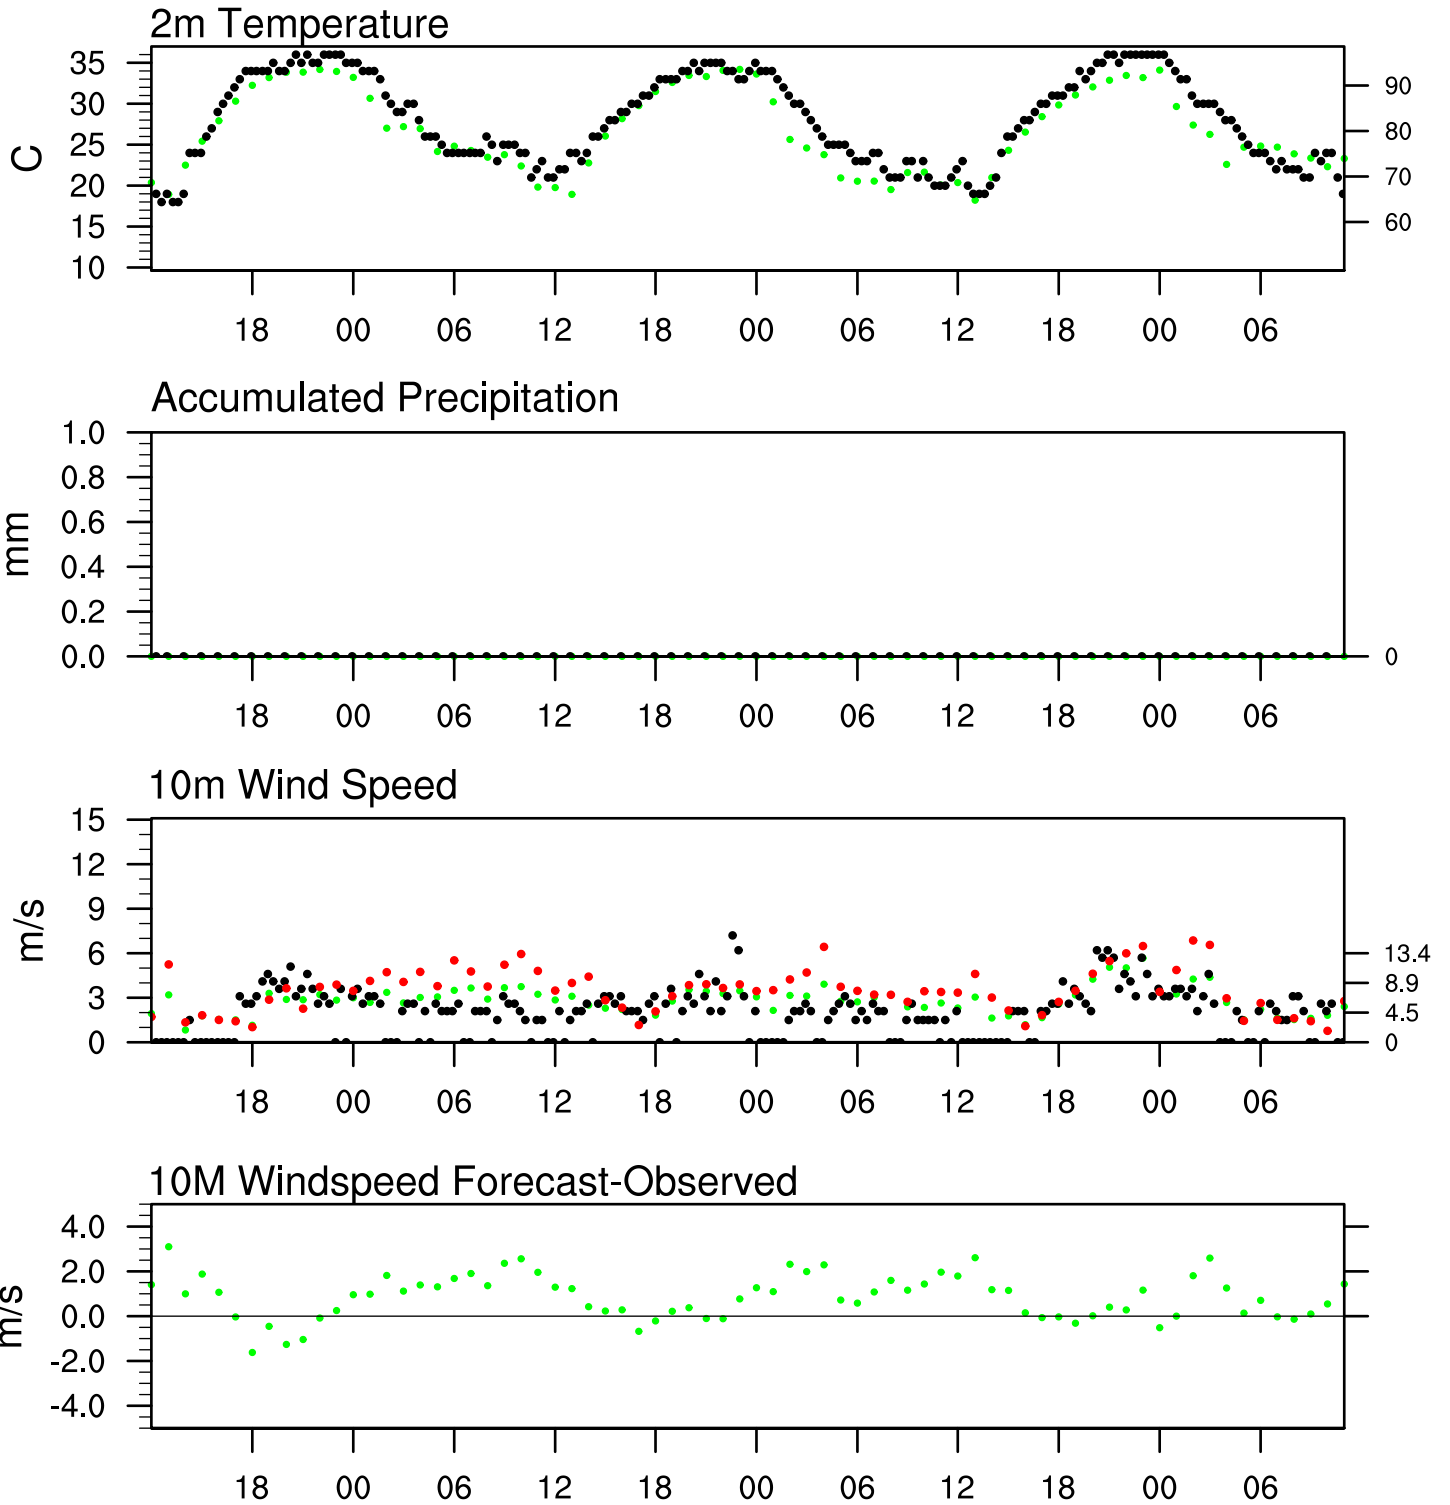 2m Temperature
35
30
25
20
15
10
C
90
80
70
60
18 00 06 12 18 00 06 12 18 00 06
Accumulated Precipitation
1.0
0.8
0.6
0.4
0.2
0.0
mm
0
18 00 06 12 18 00 06 12 18 00 06
10m Wind Speed
15
12
9
6
3
0
m/s
13.4
8.9
4.5
0
18 00 06 12 18 00 06 12 18 00 06
10M Windspeed Forecast-Observed
4.0
2.0
0.0
-2.0
-4.0
m/s
18 00 06 12 18 00 06 12 18 00 06